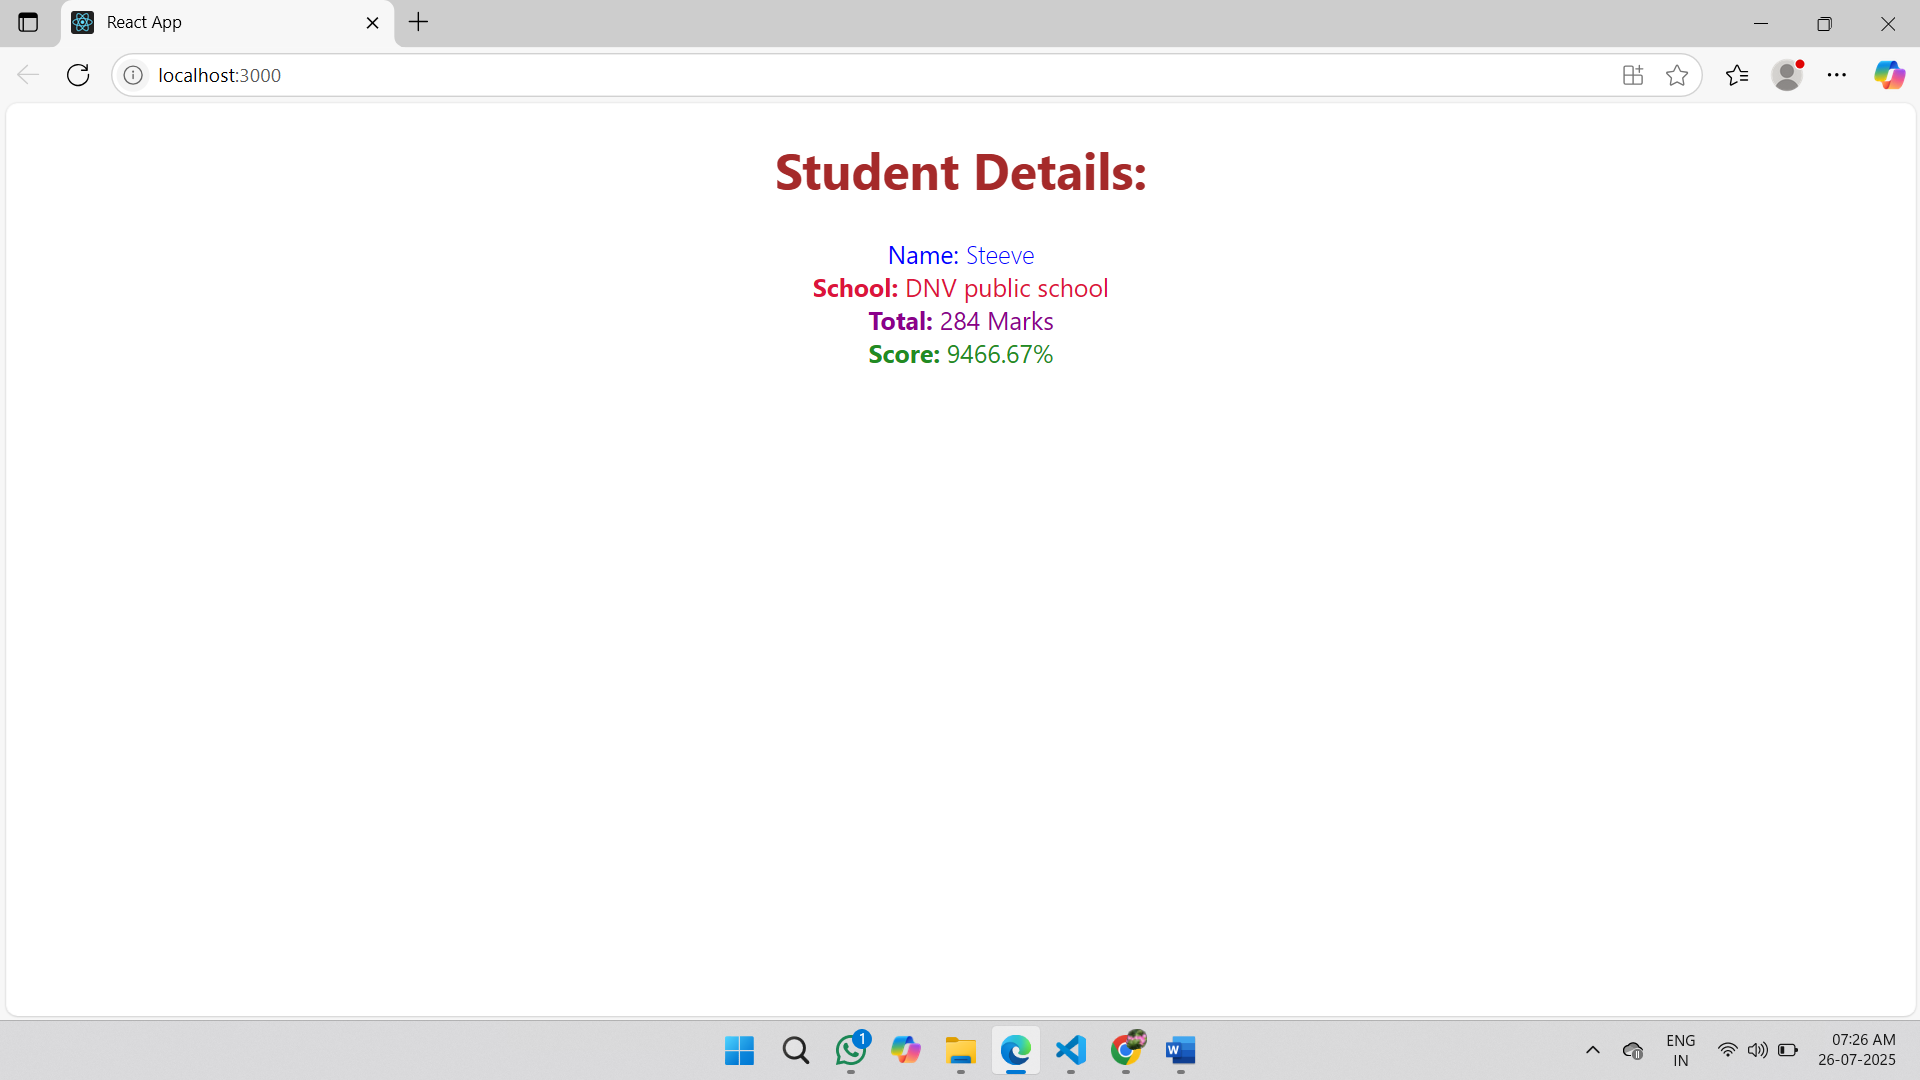 React App
localhost:3000
Student Details:
Name: Steeve
School: DNV public school
Total: 284 Marks
Score: 9466.67%
1
W
ENG
IN
07:26 AM
26-07-2025